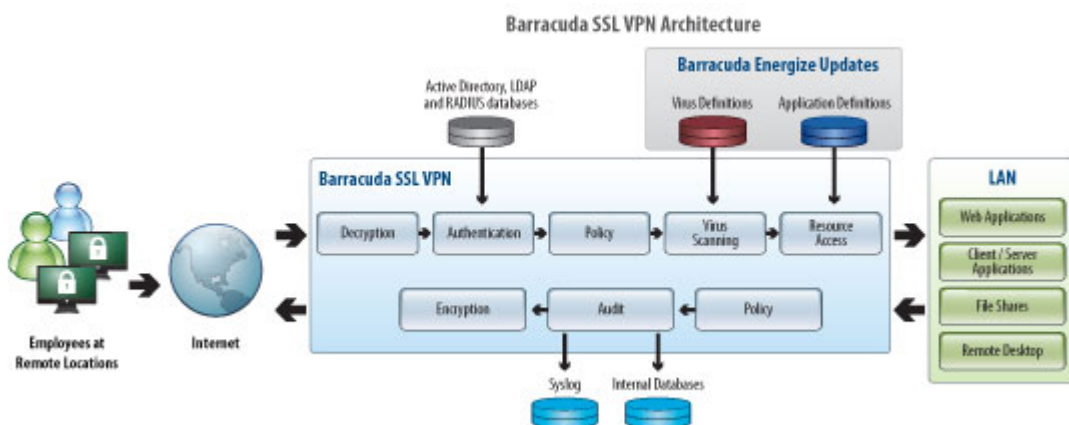 Barracuda SSL VPN Architecture
Barracuda Energize Updates
Active Directory, LDAP
and RADIUS databases
Virus Definitions
Application Definitions
Barracuda SSL VPN
LAN
Decryption
Authentication
Policy
Virus
Scanning
Resource
Access
Web Applications
Client / Server
Applications
File Shares
Remote Desktop
Encryption
Audit
Policy
Employees at
Remote Locations
Internet
Syslog
Internal Databases